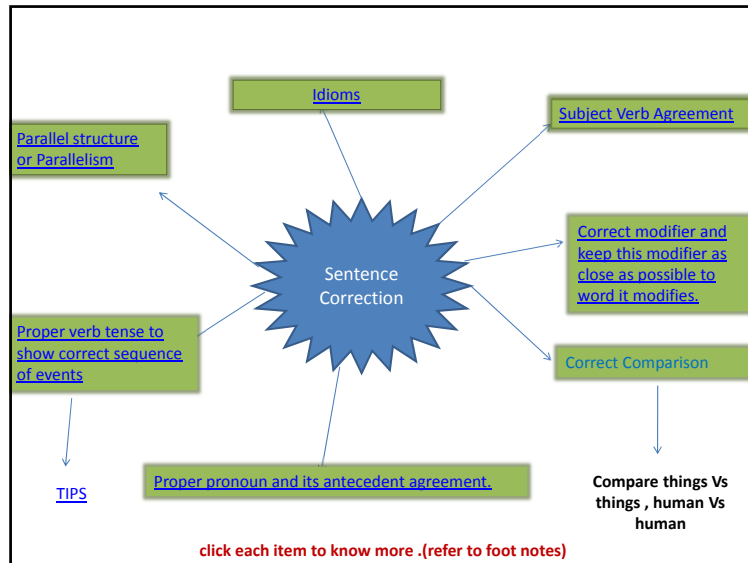 Idioms
Subject Verb Agreement
Parallel structure
or Parallelism
Correct modifier and
keep this modifier as
close as possible to
word it modifies.
Sentence
Correction
Proper verb tense to
show correct sequence
of events
Correct Comparison
TIPS
Proper pronoun and its antecedent agreement.
Compare things Vs
things , human Vs
human
click each item to know more .(refer to foot notes)